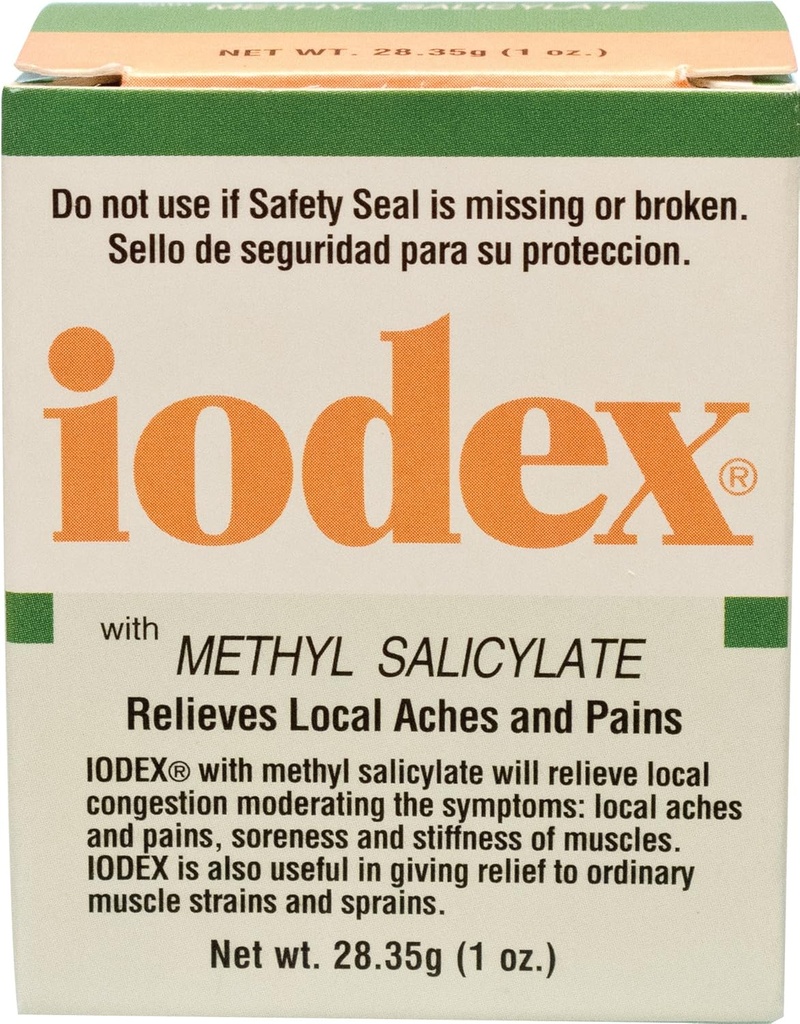 with METHYL SALICYLATE
NET WT. 28.35g (1 oz.)
Do not use if Safety Seal is missing or broken.
Sello de seguridad para su proteccion.
iodex®
with METHYL SALICYLATE
Relieves Local Aches and Pains
IODEX® with methyl salicylate will relieve local
congestion moderating the symptoms: local aches
and pains, soreness and stiffness of muscles.
IODEX is also useful in giving relief to ordinary
muscle strains and sprains.
Net wt. 28.35g (1 oz.)